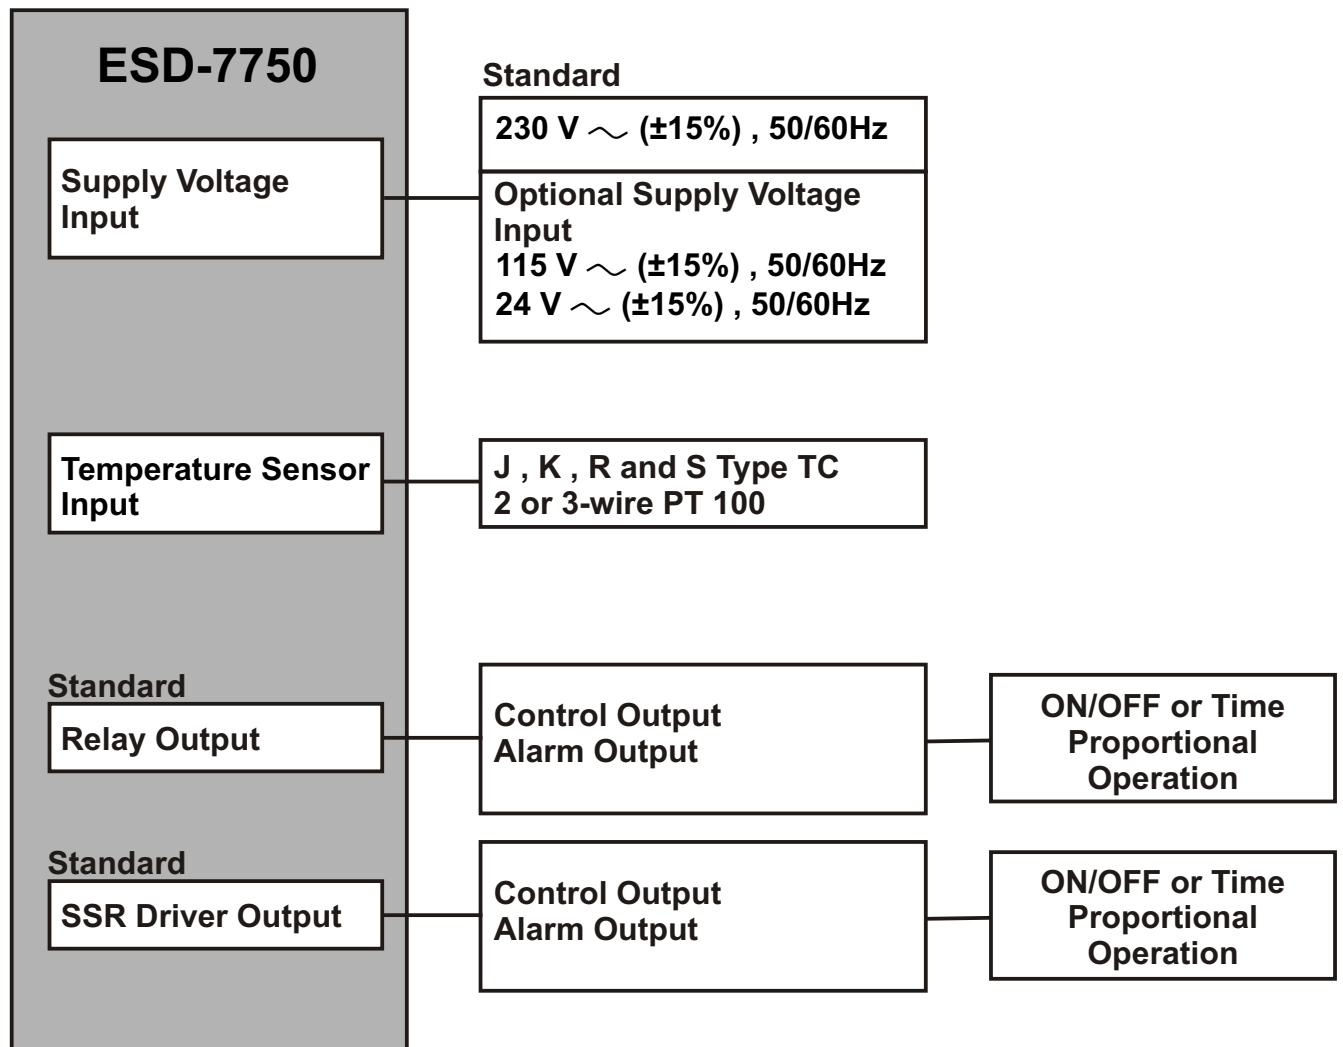 ESD-7750
Standard
230 V ～ (±15%) , 50/60Hz
Supply Voltage
Input
Optional Supply Voltage
Input
115 V ～ (±15%) , 50/60Hz
24 V ～ (±15%) , 50/60Hz
Temperature Sensor
Input
J , K , R and S Type TC
2 or 3-wire PT 100
Standard
Relay Output
Control Output
Alarm Output
ON/OFF or Time
Proportional
Operation
Standard
SSR Driver Output
Control Output
Alarm Output
ON/OFF or Time
Proportional
Operation